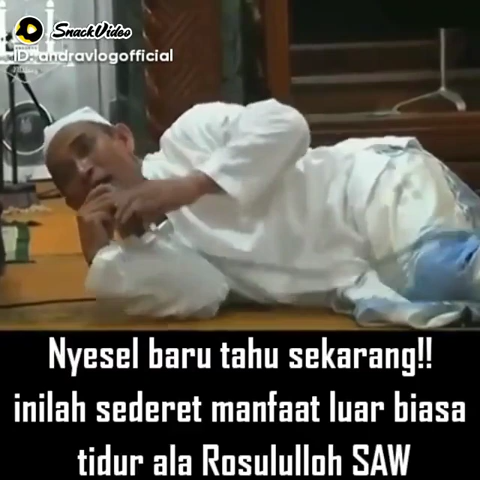 SnackVideo
ID: andravlogofficial
Nyesel baru tahu sekarang!!
inilah sederet manfaat luar biasa
tidur ala Rosululloh SAW